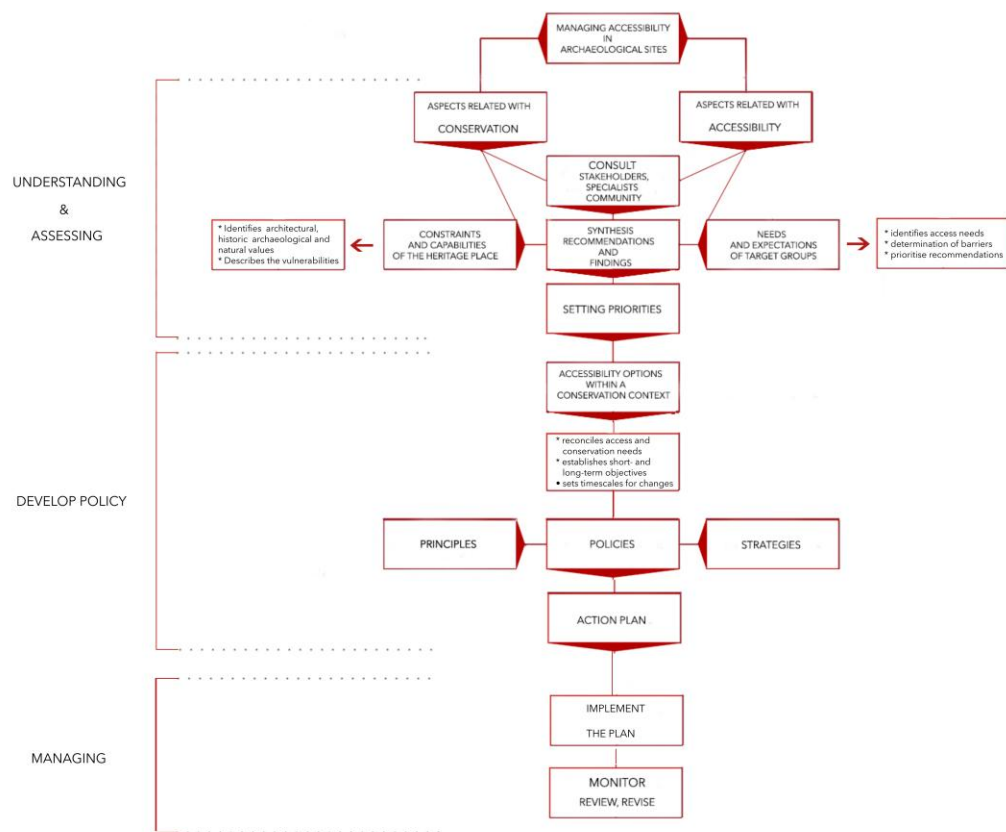 MANAGING ACCESSIBILITY
IN
ARCHAEOLOGICAL SITES
ASPECTS RELATED WITH
CONSERVATION
ASPECTS RELATED WITH
ACCESSIBILITY
UNDERSTANDING
&
ASSESSING
CONSULT
STAKEHOLDERS,
SPECIALISTS
COMMUNITY
* Identifies architectural,
historic archaeological and
natural values
* Describes the vulnerabilities
CONSTRAINTS
AND CAPABILITIES
OF THE HERITAGE PLACE
SYNTHESIS
RECOMMENDATIONS
AND
FINDINGS
NEEDS
AND EXPECTATIONS
OF TARGET GROUPS
* identifies access needs
* determination of barriers
* prioritise recommendations
SETTING PRIORITIES
ACCESSIBILITY OPTIONS
WITHIN A
CONSERVATION CONTEXT
* reconciles access and
conservation needs
* establishes short- and
long-term objectives
• sets timescales for changes
DEVELOP POLICY
PRINCIPLES
POLICIES
STRATEGIES
ACTION PLAN
IMPLEMENT
THE PLAN
MANAGING
MONITOR
REVIEW, REVISE